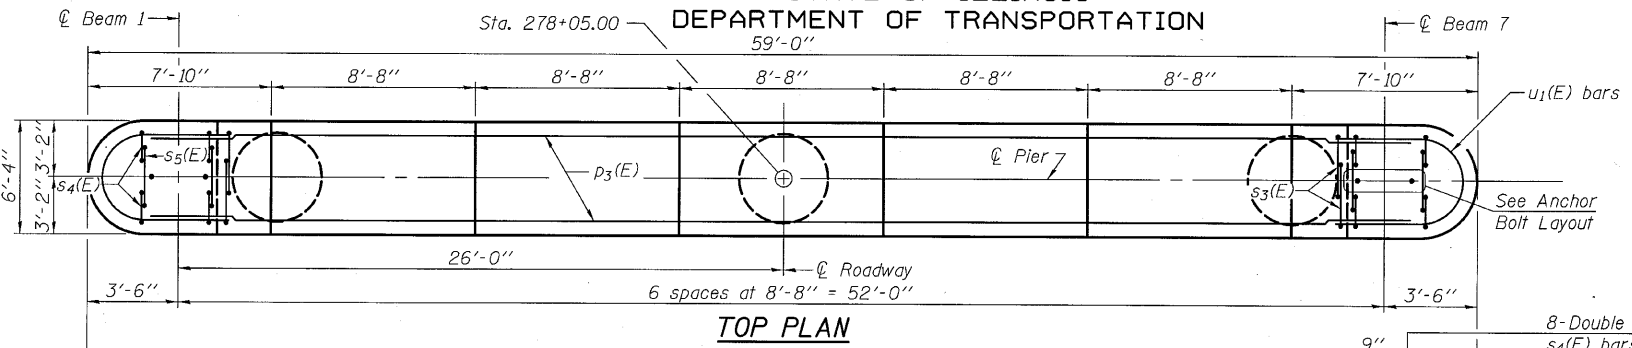 DEPARTMENT OF TRANSPORTATION
℄ Beam 1
Sta. 278+05.00
℄ Beam 7
59'-0"
7'-10"
8'-8"
8'-8"
8'-8"
8'-8"
8'-8"
7'-10"
u1(E) bars
6'-4"
3'-2"
3'-2"
s5(E)
s4(E)
p3(E)
℄ Pier 7
s3(E)
See Anchor
Bolt Layout
26'-0"
℄ Roadway
3'-6"
6 spaces at 8'-8" = 52'-0"
3'-6"
TOP PLAN
8-Double
9"
s4(E) bars